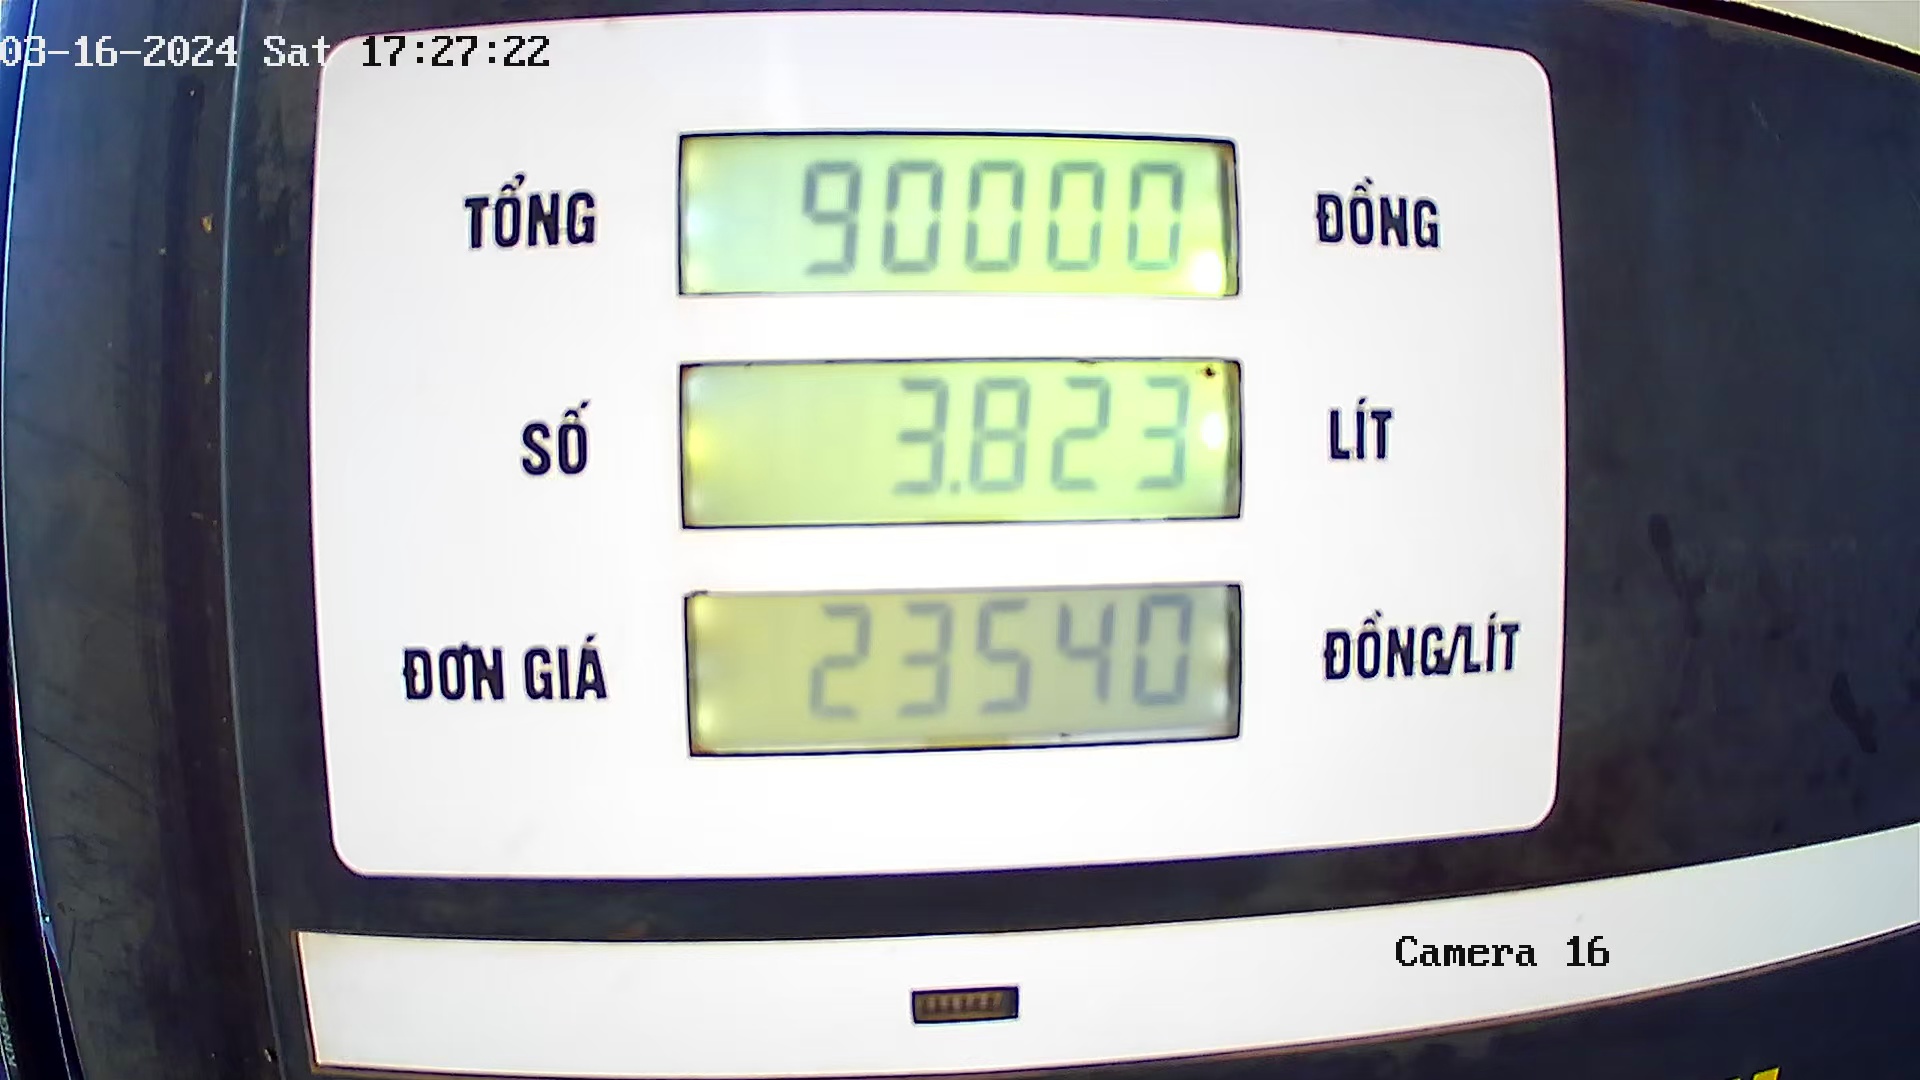 03-16-2024 Sat 17:27:22
TỔNG 90000 ĐỒNG
SỐ 3.823 LÍT
ĐƠN GIÁ 23540 ĐỒNG/LÍT
Camera 16